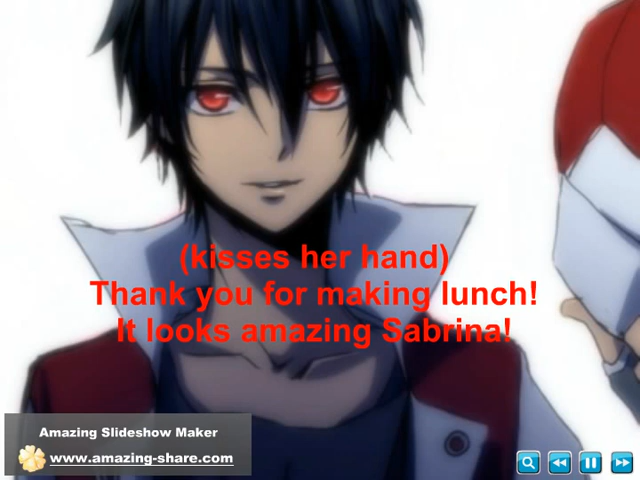 (kisses her hand)
Thank you for making lunch!
It looks amazing Sabrina!
Amazing Slideshow Maker
www.amazing-share.com